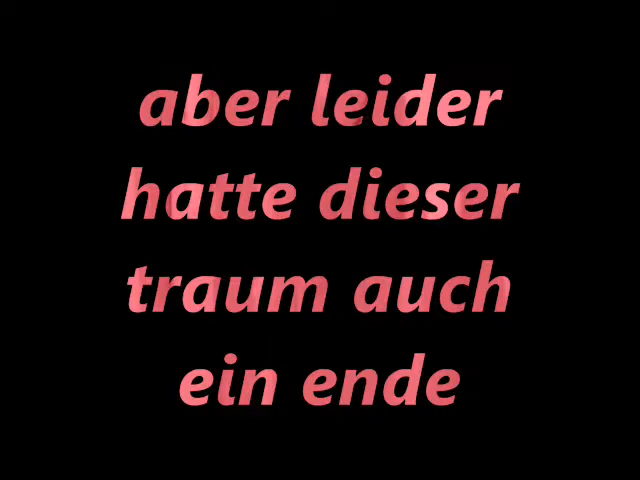 aber leider
hatte dieser
traum auch
ein ende